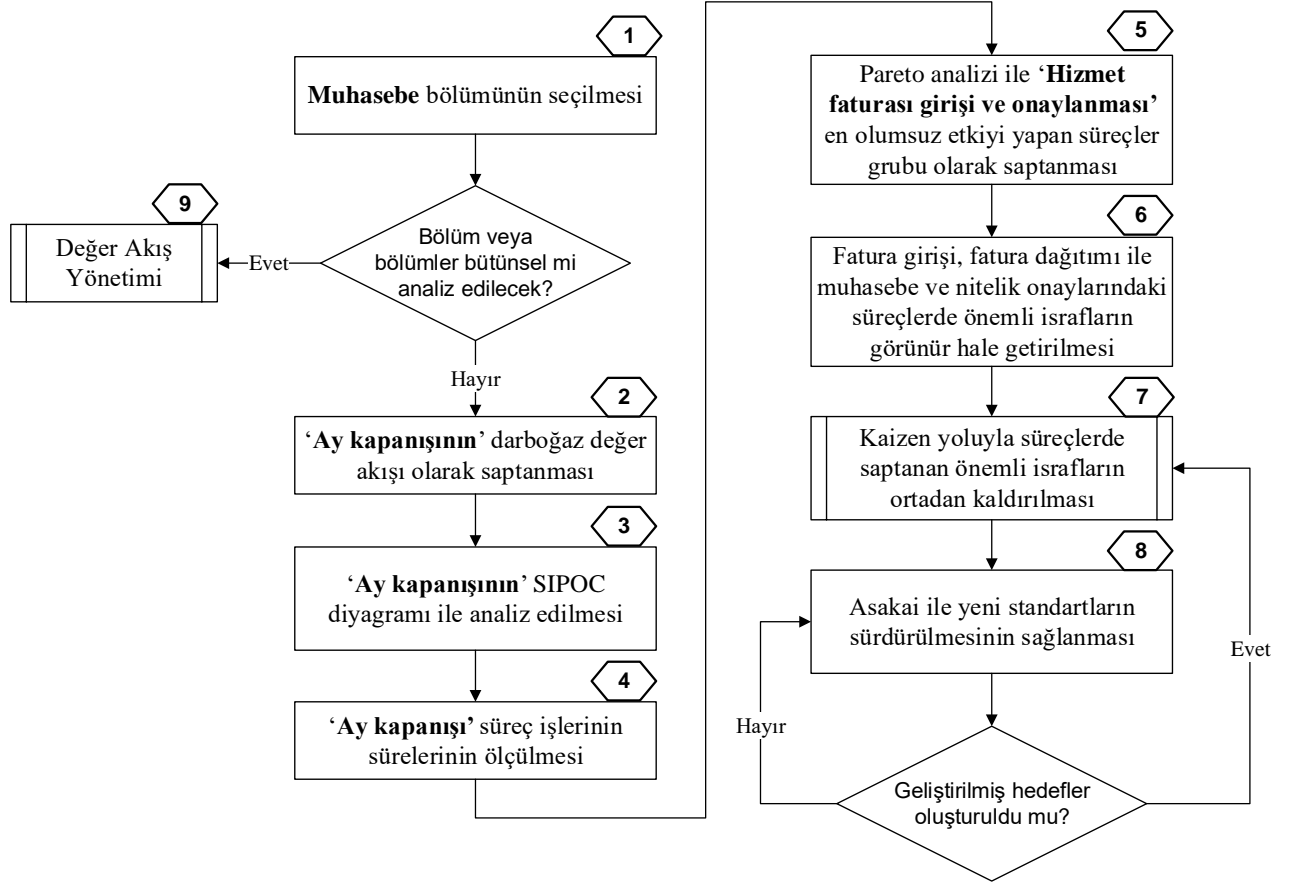 1
Muhasebe bölümünün seçilmesi
Bölüm veya
bölümler bütünsel mi
analiz edilecek?
Evet
9
Değer Akış
Yönetimi
Hayır
2
‘Ay kapanışının’ darboğaz değer
akışı olarak saptanması
3
‘Ay kapanışının’ SIPOC
diyagramı ile analiz edilmesi
4
‘Ay kapanışı’ süreç işlerinin
sürelerinin ölçülmesi
5
Pareto analizi ile ‘Hizmet
faturası girişi ve onaylanması’
en olumsuz etkiyi yapan süreçler
grubu olarak saptanması
6
Fatura girişi, fatura dağıtımı ile
muhasebe ve nitelik onaylarındaki
süreçlerde önemli israfların
görünür hale getirilmesi
7
Kaizen yoluyla süreçlerde
saptanan önemli israfların
ortadan kaldırılması
8
Asakai ile yeni standartların
sürdürülmesinin sağlanması
Evet
Hayır
Geliştirilmiş hedefler
oluşturuldu mu?